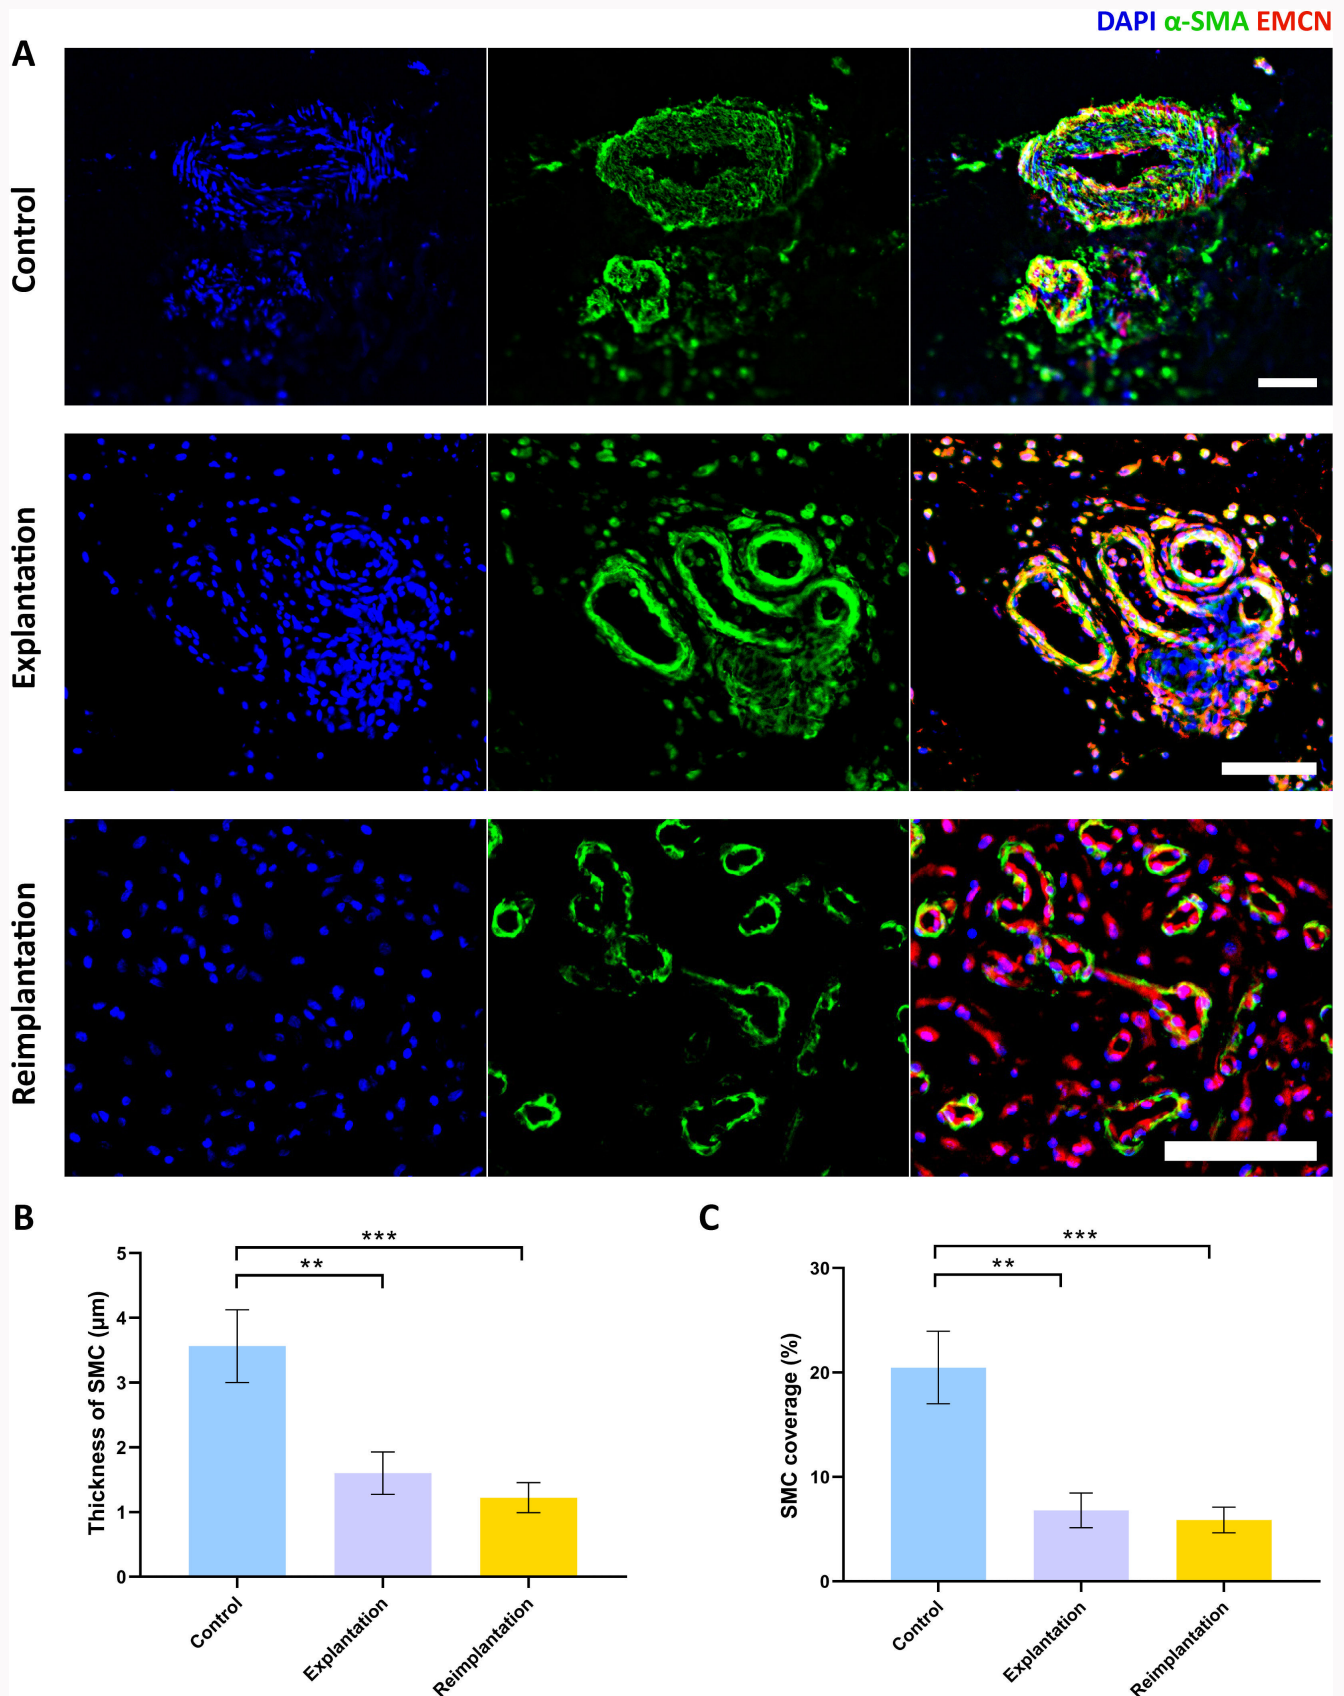 DAPI α-SMA EMCN
A
Control
Explantation
Reimplantation
B
***
**
Thickness of SMC (μm)
5
4
3
2
1
0
Control
Explantation
Reimplantation
C
***
**
SMC coverage (%)
30
20
10
0
Control
Explantation
Reimplantation